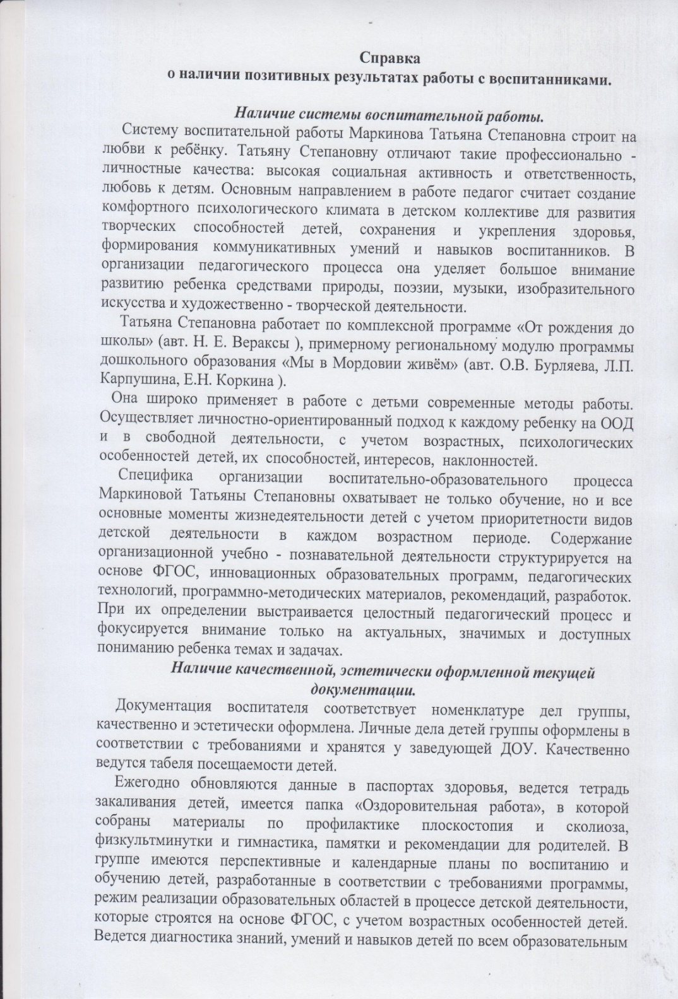 Справка
о наличии позитивных результатах работы с воспитанниками.
Наличие системы воспитательной работы.
Систему воспитательной работы Маркинова Татьяна Степановна строит на
любви к ребёнку. Татьяну Степановну отличают такие профессионально -
личностные качества: высокая социальная активность и ответственность,
любовь к детям. Основным направлением в работе педагог считает создание
комфортного психологического климата в детском коллективе для развития
творческих способностей детей, сохранения и укрепления здоровья,
формирования коммуникативных умений и навыков воспитанников. В
организации педагогического процесса она уделяет большое внимание
развитию ребенка средствами природы, поэзии, музыки, изобразительного
искусства и художественно - творческой деятельности.
Татьяна Степановна работает по комплексной программе «От рождения до
школы» (авт. Н. Е. Вераксы ), примерному региональному модулю программы
дошкольного образования «Мы в Мордовии живём» (авт. О.В. Бурляева, Л.П.
Карпушина, Е.Н. Коркина ).
Она широко применяет в работе с детьми современные методы работы.
Осуществляет личностно-ориентированный подход к каждому ребенку на ООД
и в свободной деятельности, с учетом возрастных, психологических
особенностей детей, их способностей, интересов, наклонностей.
Специфика организации воспитательно-образовательного процесса
Маркиновой Татьяны Степановны охватывает не только обучение, но и все
основные моменты жизнедеятельности детей с учетом приоритетности видов
детской деятельности в каждом возрастном периоде. Содержание
организационной учебно - познавательной деятельности структурируется на
основе ФГОС, инновационных образовательных программ, педагогических
технологий, программно-методических материалов, рекомендаций, разработок.
При их определении выстраивается целостный педагогический процесс и
фокусируется внимание только на актуальных, значимых и доступных
пониманию ребенка темах и задачах.
Наличие качественной, эстетически оформленной текущей
документации.
Документация воспитателя соответствует номенклатуре дел группы,
качественно и эстетически оформлена. Личные дела детей группы оформлены в
соответствии с требованиями и хранятся у заведующей ДОУ. Качественно
ведутся табеля посещаемости детей.
Ежегодно обновляются данные в паспортах здоровья, ведется тетрадь
закаливания детей, имеется папка «Оздоровительная работа», в которой
собраны материалы по профилактике плоскостопия и сколиоза,
физкультминутки и гимнастика, памятки и рекомендации для родителей. В
группе имеются перспективные и календарные планы по воспитанию и
обучению детей, разработанные в соответствии с требованиями программы,
режим реализации образовательных областей в процессе детской деятельности,
которые строятся на основе ФГОС, с учетом возрастных особенностей детей.
Ведется диагностика знаний, умений и навыков детей по всем образовательным